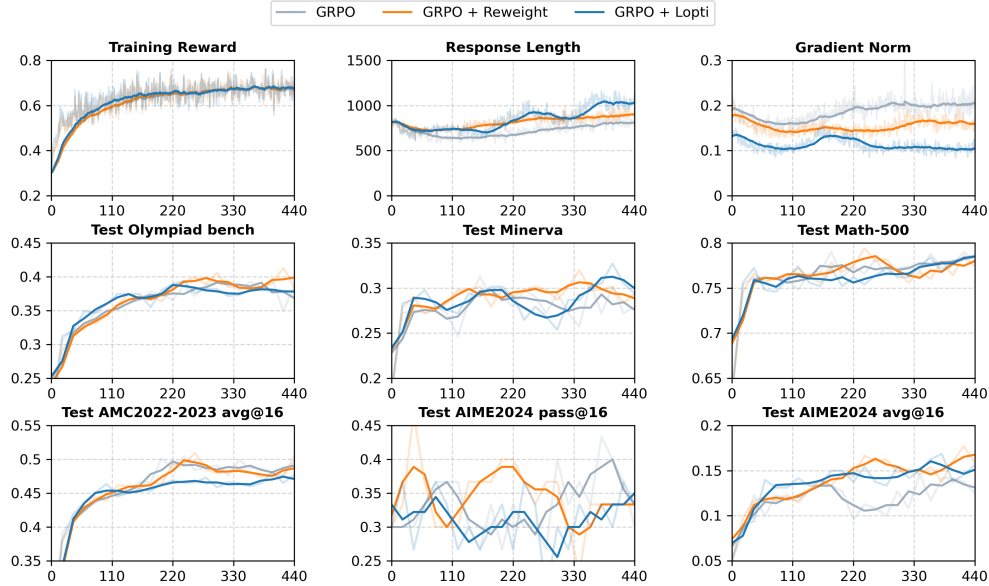 GRPO GRPO + Reweight GRPO + Lopti
Training Reward Response Length Gradient Norm
0.8 1500 0.3
0.6 1000 0.2
0.4 500 0.1
0.2 0 0
0 110 220 330 440 0 110 220 330 440 0 110 220 330 440
Test Olympiad bench Test Minerva Test Math-500
0.45 0.35 0.8
0.4 0.3 0.75
0.35
0.3 0.25 0.7
0.25 0.2 0.65
0 110 220 330 440 0 110 220 330 440 0 110 220 330 440
Test AMC2022-2023 avg@16 Test AIME2024 pass@16 Test AIME2024 avg@16
0.55 0.45 0.2
0.5 0.4 0.15
0.45 0.35
0.4 0.3 0.1
0.35 0.25 0.05
0 110 220 330 440 0 110 220 330 440 0 110 220 330 440